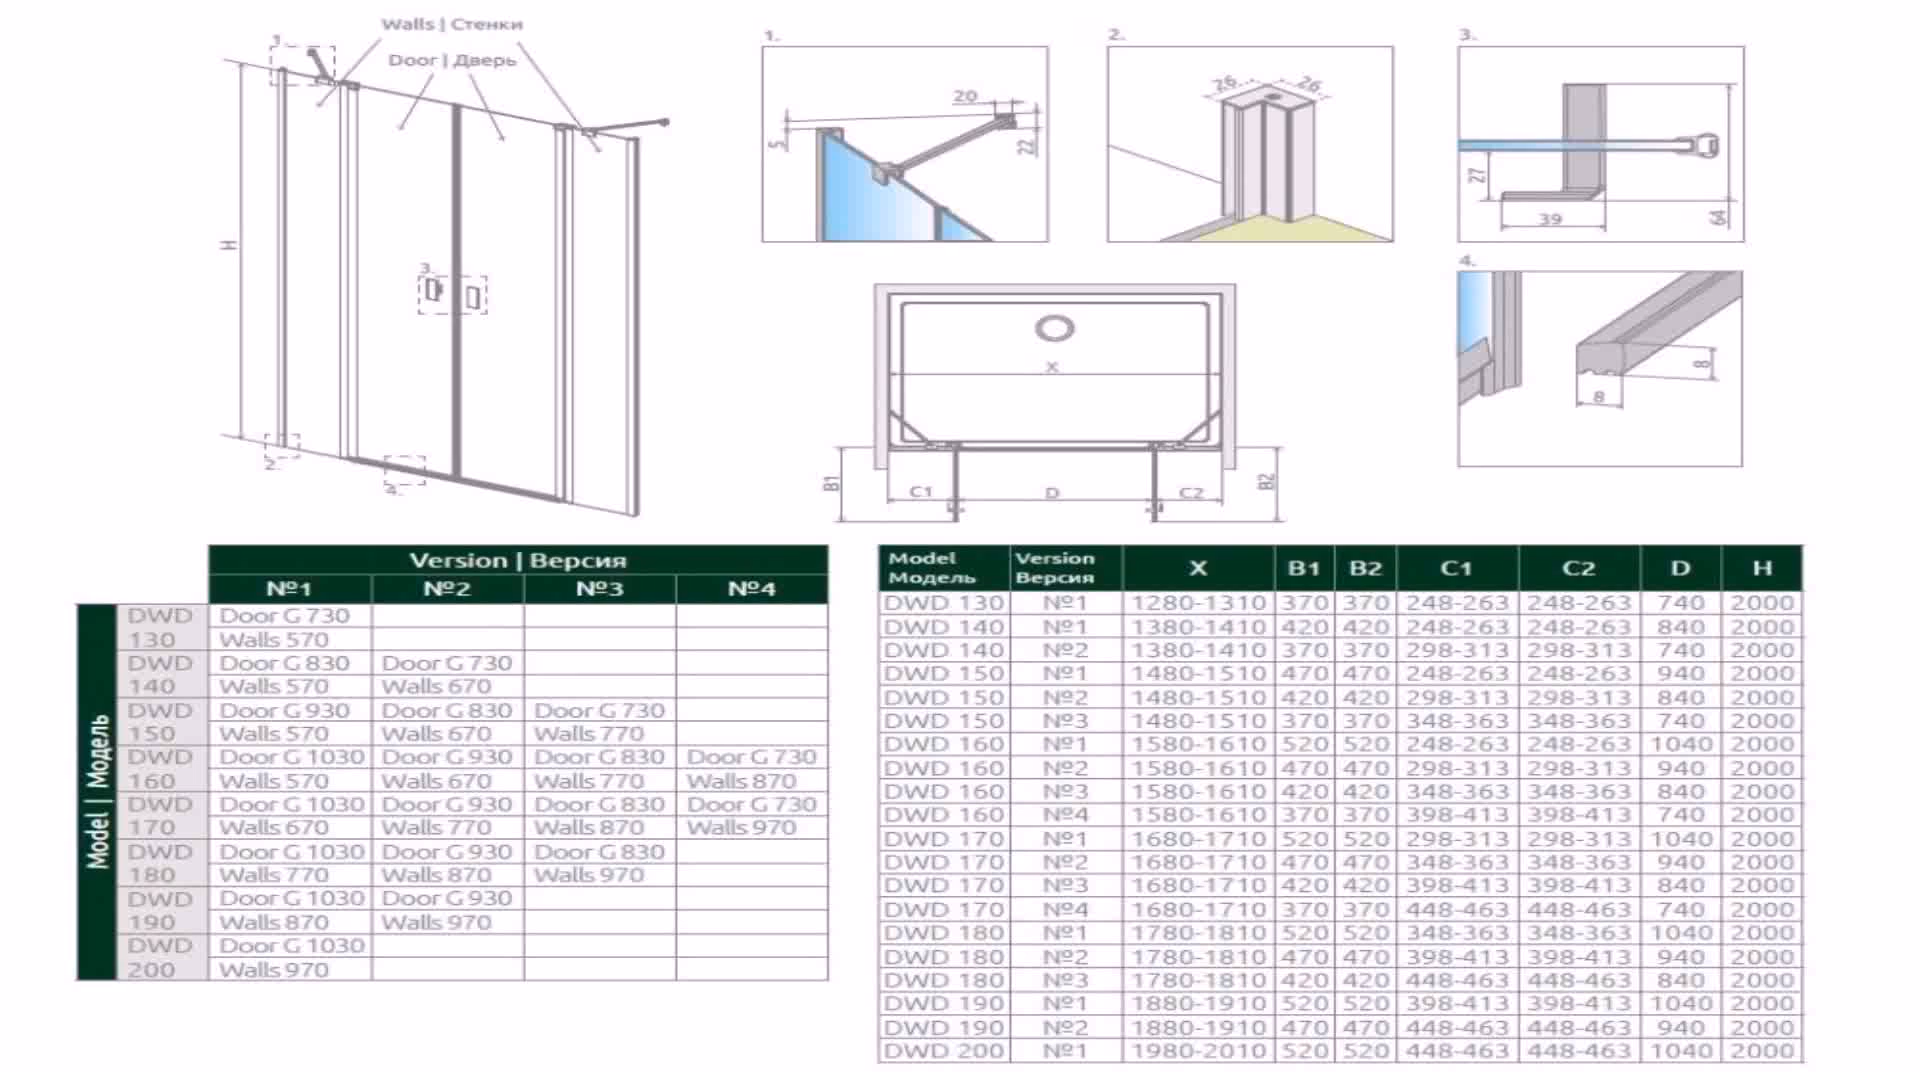 Walls | Стенки
Door | Дверь
1.
H
3.
2.
4.
1.
20
5
22
2.
26
26
3.
27
39
64
4.
8
8
X
B1
C1
D
C2
B2
Version | Версия
№1 №2 №3 №4
Model | Модель
DWD Door G 730
130 Walls 570
DWD Door G 830 Door G 730
140 Walls 570 Walls 670
DWD Door G 930 Door G 830 Door G 730
150 Walls 570 Walls 670 Walls 770
DWD Door G 1030 Door G 930 Door G 830 Door G 730
160 Walls 570 Walls 670 Walls 770 Walls 870
DWD Door G 1030 Door G 930 Door G 830 Door G 730
170 Walls 670 Walls 770 Walls 870 Walls 970
DWD Door G 1030 Door G 930 Door G 830
180 Walls 770 Walls 870 Walls 970
DWD Door G 1030 Door G 930
190 Walls 870 Walls 970
DWD Door G 1030
200 Walls 970
Model Version X B1 B2 C1 C2 D H
Модель Версия
DWD 130 №1 1280-1310 370 370 248-263 248-263 740 2000
DWD 140 №1 1380-1410 420 420 248-263 248-263 840 2000
DWD 140 №2 1380-1410 370 370 298-313 298-313 740 2000
DWD 150 №1 1480-1510 470 470 248-263 248-263 940 2000
DWD 150 №2 1480-1510 420 420 298-313 298-313 840 2000
DWD 150 №3 1480-1510 370 370 348-363 348-363 740 2000
DWD 160 №1 1580-1610 520 520 248-263 248-263 1040 2000
DWD 160 №2 1580-1610 470 470 298-313 298-313 940 2000
DWD 160 №3 1580-1610 420 420 348-363 348-363 840 2000
DWD 160 №4 1580-1610 370 370 398-413 398-413 740 2000
DWD 170 №1 1680-1710 520 520 298-313 298-313 1040 2000
DWD 170 №2 1680-1710 470 470 348-363 348-363 940 2000
DWD 170 №3 1680-1710 420 420 398-413 398-413 840 2000
DWD 170 №4 1680-1710 370 370 448-463 448-463 740 2000
DWD 180 №1 1780-1810 520 520 348-363 348-363 1040 2000
DWD 180 №2 1780-1810 470 470 398-413 398-413 940 2000
DWD 180 №3 1780-1810 420 420 448-463 448-463 840 2000
DWD 190 №1 1880-1910 520 520 398-413 398-413 1040 2000
DWD 190 №2 1880-1910 470 470 448-463 448-463 940 2000
DWD 200 №1 1980-2010 520 520 448-463 448-463 1040 2000